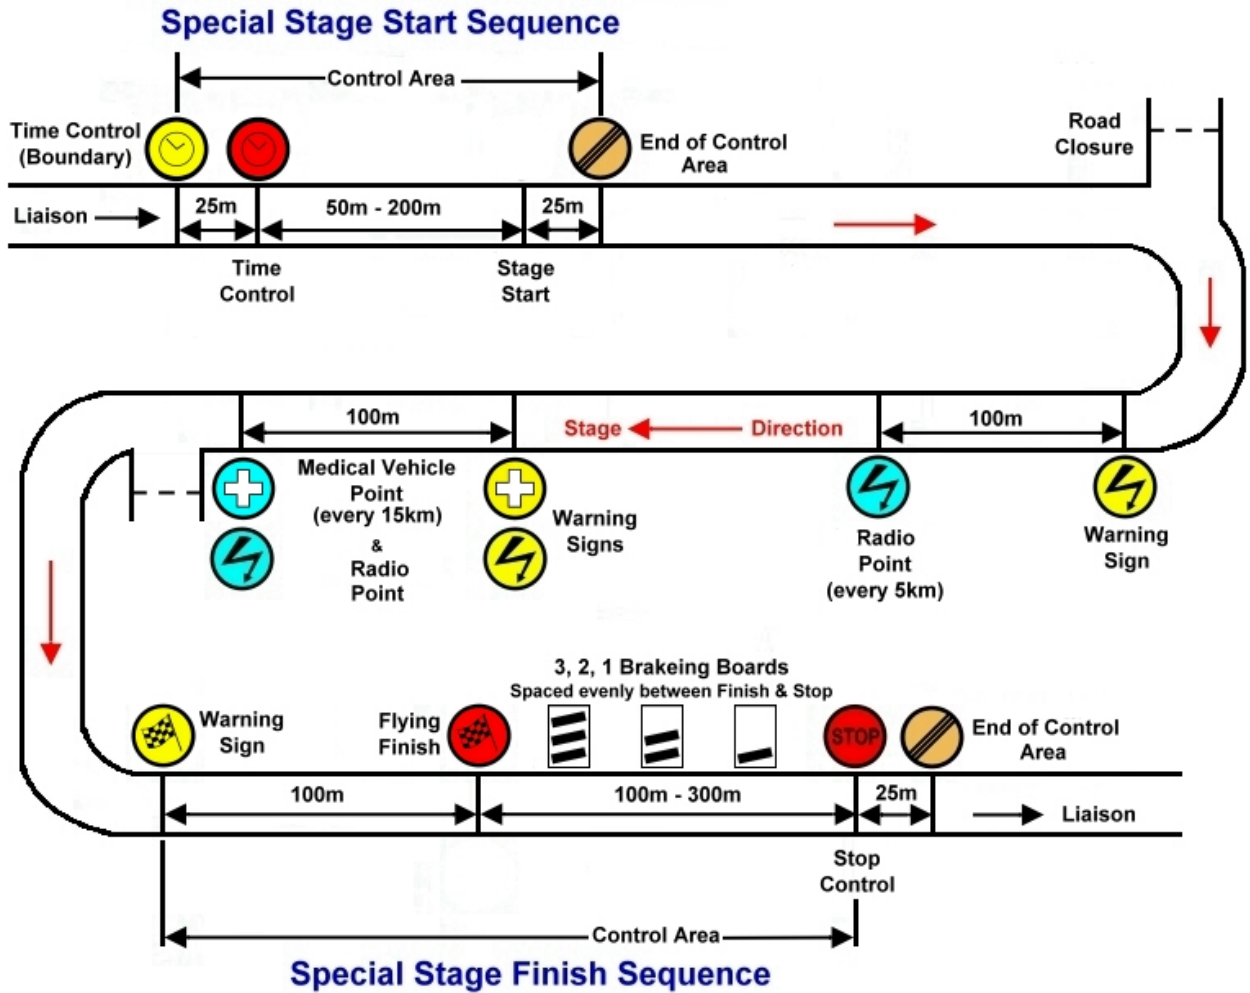 Special Stage Start Sequence
Control Area
Time Control
(Boundary)
End of Control
Area
Road
Closure
Liaison
25m
50m - 200m
25m
Time
Control
Stage
Start
100m
Stage
Direction
100m
Medical Vehicle
Point
(every 15km)
&
Radio
Point
Warning
Signs
Radio
Point
(every 5km)
Warning
Sign
3, 2, 1 Brakeing Boards
Spaced evenly between Finish & Stop
Warning
Sign
Flying
Finish
STOP
End of Control
Area
100m
100m - 300m
25m
Liaison
Stop
Control
Control Area
Special Stage Finish Sequence